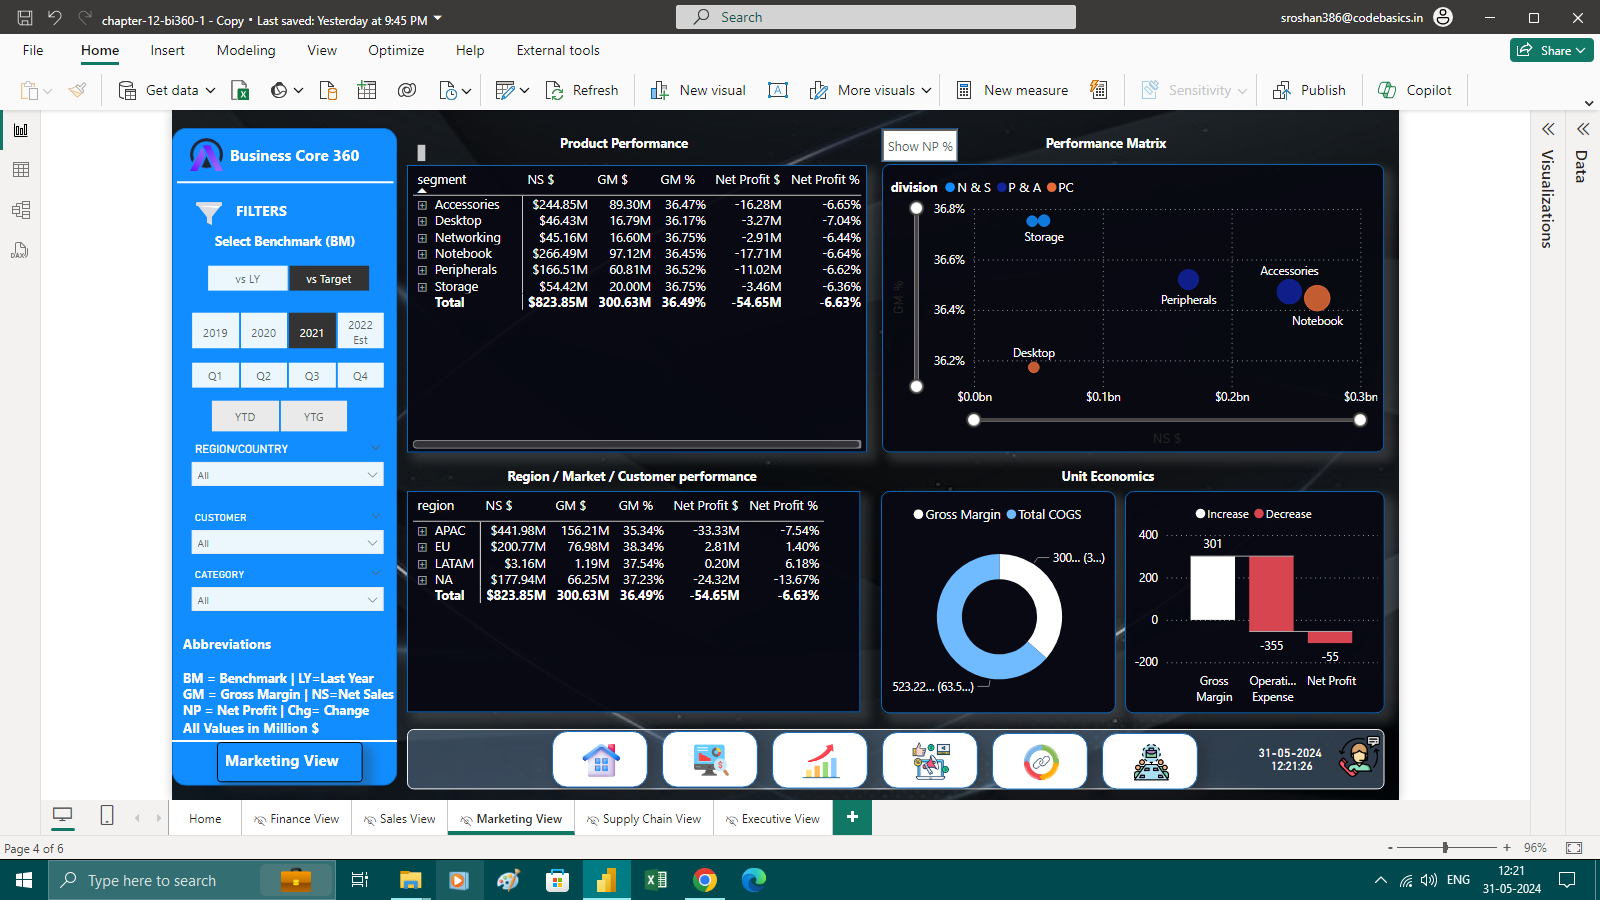 chapter-12-bi360-1 - Copy • Last saved: Yesterday at 9:45 PM
Search
sroshan386@codebasics.in
File Home Insert Modeling View Optimize Help External tools
Share
Get data
Refresh
New visual
More visuals
New measure
Sensitivity
Publish
Copilot
Business Core 360
FILTERS
Select Benchmark (BM)
vs LY vs Target
2019 2020 2021 2022 Est
Q1 Q2 Q3 Q4
YTD YTG
REGION/COUNTRY
All
CUSTOMER
All
CATEGORY
All
Abbreviations
BM = Benchmark | LY=Last Year
GM = Gross Margin | NS=Net Sales
NP = Net Profit | Chg= Change
All Values in Million $
Marketing View
Product Performance
segment NS $ GM $ GM % Net Profit $ Net Profit %
Accessories $244.85M 89.30M 36.47% -16.28M -6.65%
Desktop $46.43M 16.79M 36.17% -3.27M -7.04%
Networking $45.16M 16.60M 36.75% -2.91M -6.44%
Notebook $266.49M 97.12M 36.45% -17.71M -6.64%
Peripherals $166.51M 60.81M 36.52% -11.02M -6.62%
Storage $54.42M 20.00M 36.75% -3.46M -6.36%
Total $823.85M 300.63M 36.49% -54.65M -6.63%
Show NP %
Performance Matrix
division N & S P & A PC
36.8%
36.6%
36.4%
36.2%
GM %
Storage
Accessories
Peripherals
Notebook
Desktop
$0.0bn $0.1bn $0.2bn $0.3bn
NS $
Region / Market / Customer performance
region NS $ GM $ GM % Net Profit $ Net Profit %
APAC $441.98M 156.21M 35.34% -33.33M -7.54%
EU $200.77M 76.98M 38.34% 2.81M 1.40%
LATAM $3.16M 1.19M 37.54% 0.20M 6.18%
NA $177.94M 66.25M 37.23% -24.32M -13.67%
Total $823.85M 300.63M 36.49% -54.65M -6.63%
Unit Economics
Gross Margin Total COGS
300... (3...)
523.22... (63.5...)
Increase Decrease
400
200
0
-200
301
-355
-55
Gross Margin
Operati... Expense
Net Profit
31-05-2024
12:21:26
Visualizations
Data
DAX
Home Finance View Sales View Marketing View Supply Chain View Executive View
Page 4 of 6
- + 96%
Type here to search
ENG
12:21
31-05-2024